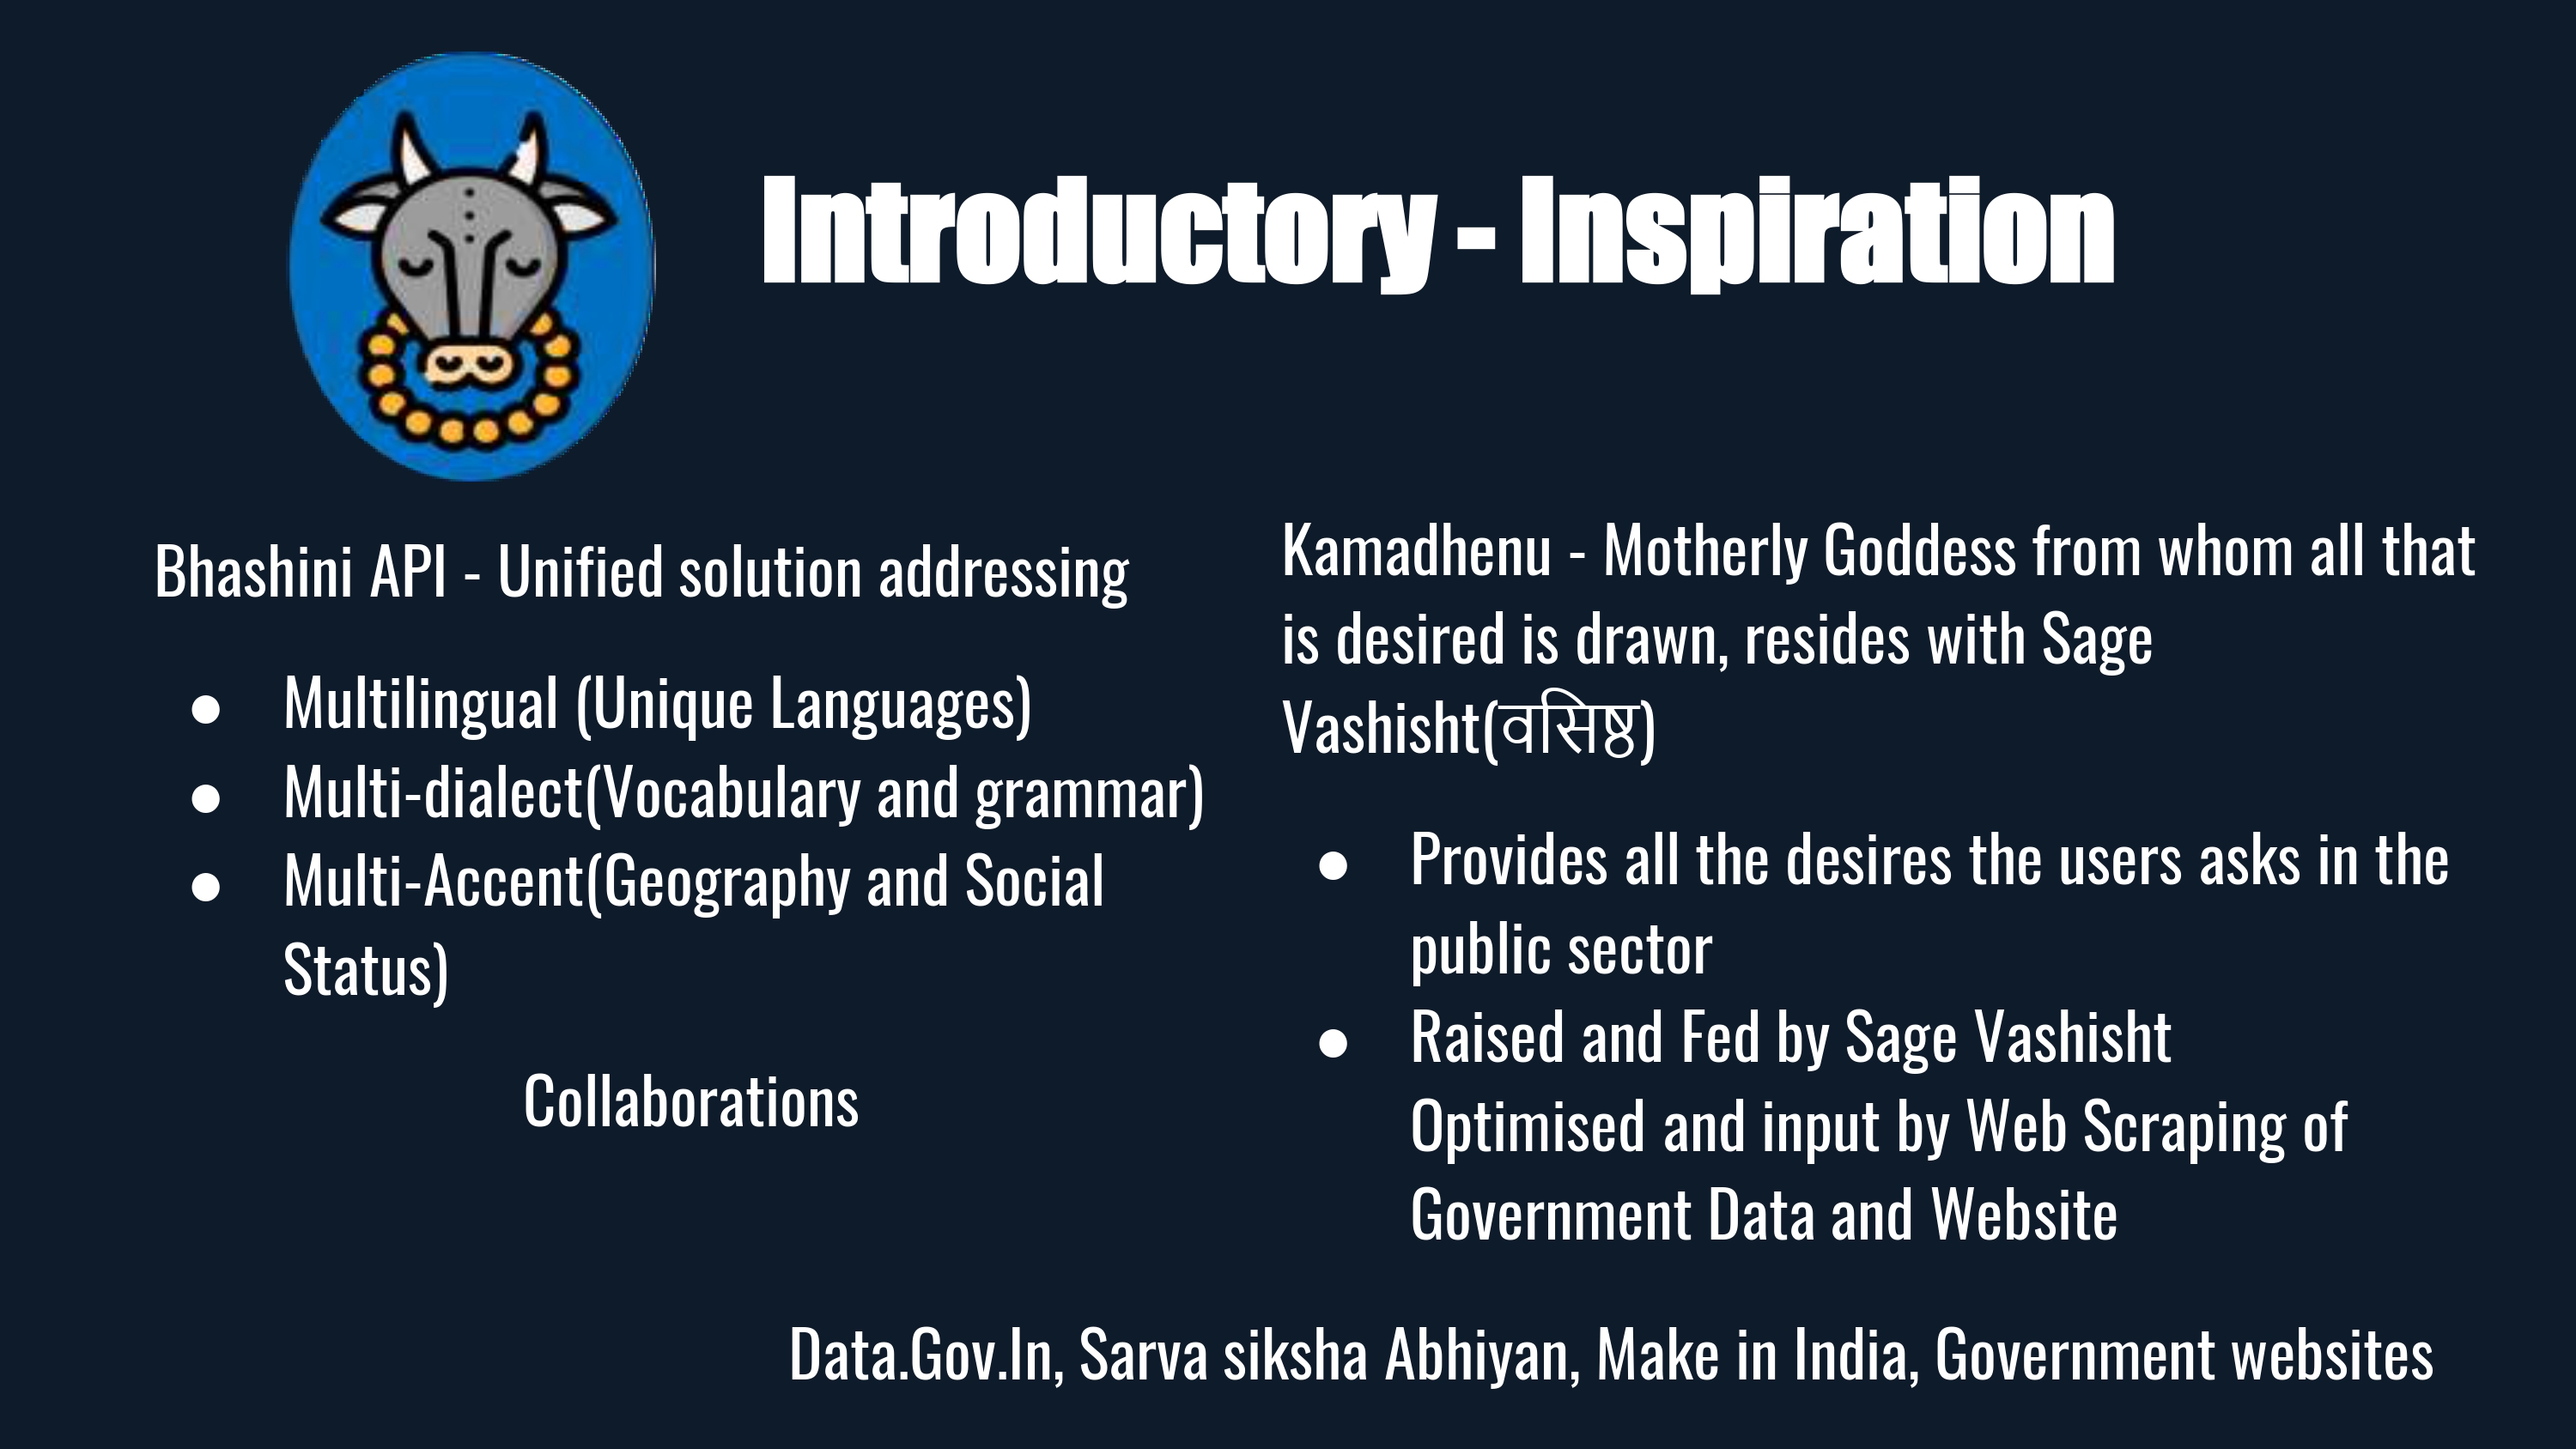 Introductory - Inspiration
Bhashini API - Unified solution addressing
● Multilingual (Unique Languages)
● Multi-dialect(Vocabulary and grammar)
● Multi-Accent(Geography and Social
Status)
Collaborations
Kamadhenu - Motherly Goddess from whom all that
is desired is drawn, resides with Sage
Vashisht(वसिष्ठ)
● Provides all the desires the users asks in the
public sector
● Raised and Fed by Sage Vashisht
Optimised and input by Web Scraping of
Government Data and Website
Data.Gov.In, Sarva siksha Abhiyan, Make in India, Government websites